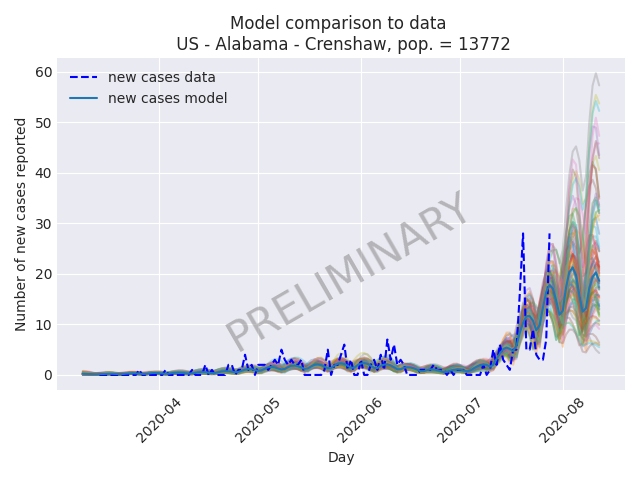 Model comparison to data
US - Alabama - Crenshaw, pop. = 13772
new cases data
new cases model
Number of new cases reported
60
50
40
30
20
10
0
PRELIMINARY
2020-04
2020-05
2020-06
2020-07
2020-08
Day